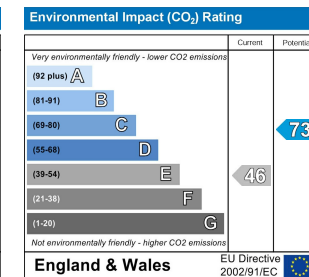 Environmental Impact (CO₂) Rating
Current Potentia
Very environmentally friendly - lower CO2 emissions
(92 plus) A
(81-91) B
(69-80) C
73
(55-68) D
(39-54) E
46
(21-38) F
(1-20) G
Not environmentally friendly - higher CO2 emissions
England & Wales
EU Directive
2002/91/EC